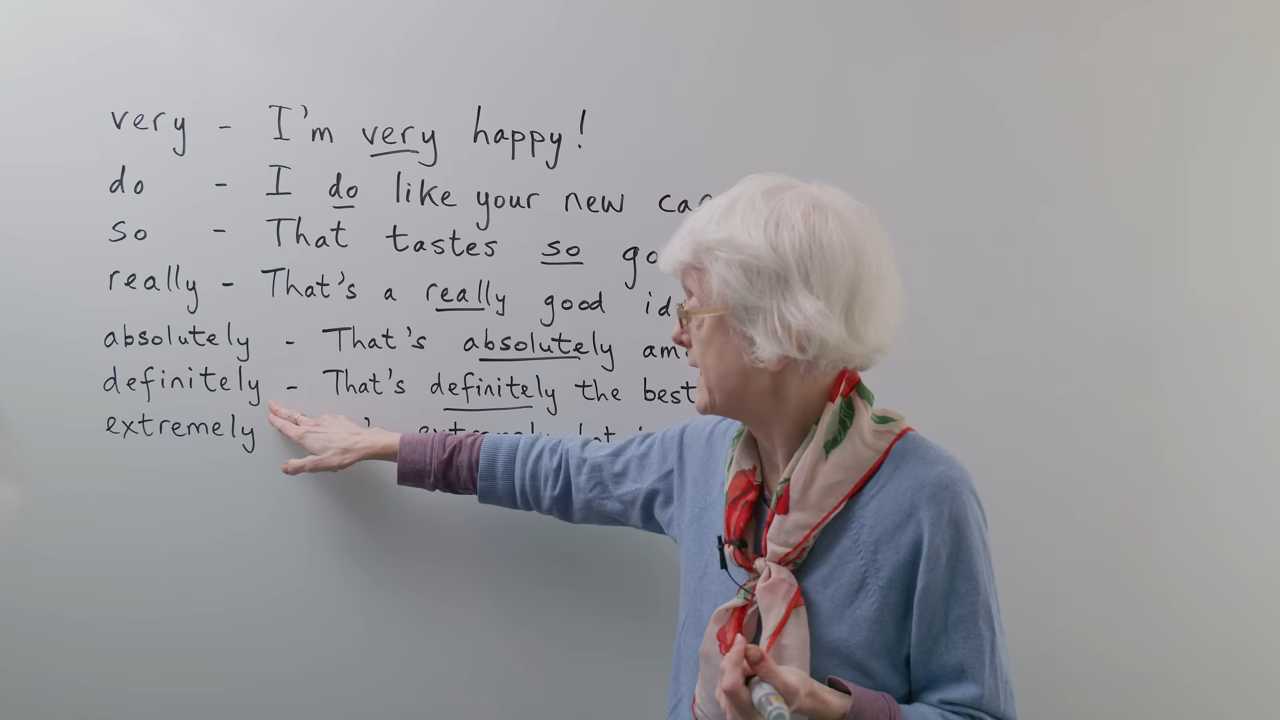 very - I'm very happy!
do - I do like your new
so - That tastes so
really - That's a really good
absolutely - That's absolutely
definitely - That's definitely the best
extremely